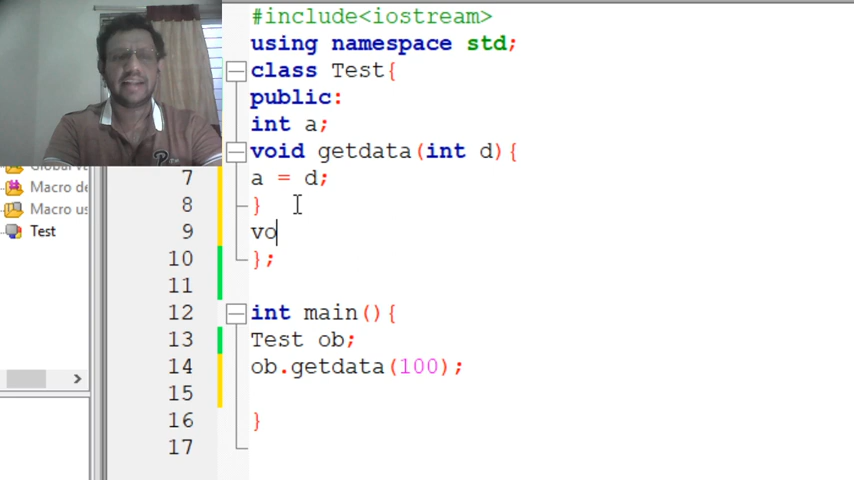 #include<iostream>
using namespace std;
class Test{
public:
int a;
void getdata(int d){
7 a = d;
8 }
9 vo
10 };
11
12 int main(){
13 Test ob;
14 ob.getdata(100);
15
16 }
17
Macro de
Macro us
Test